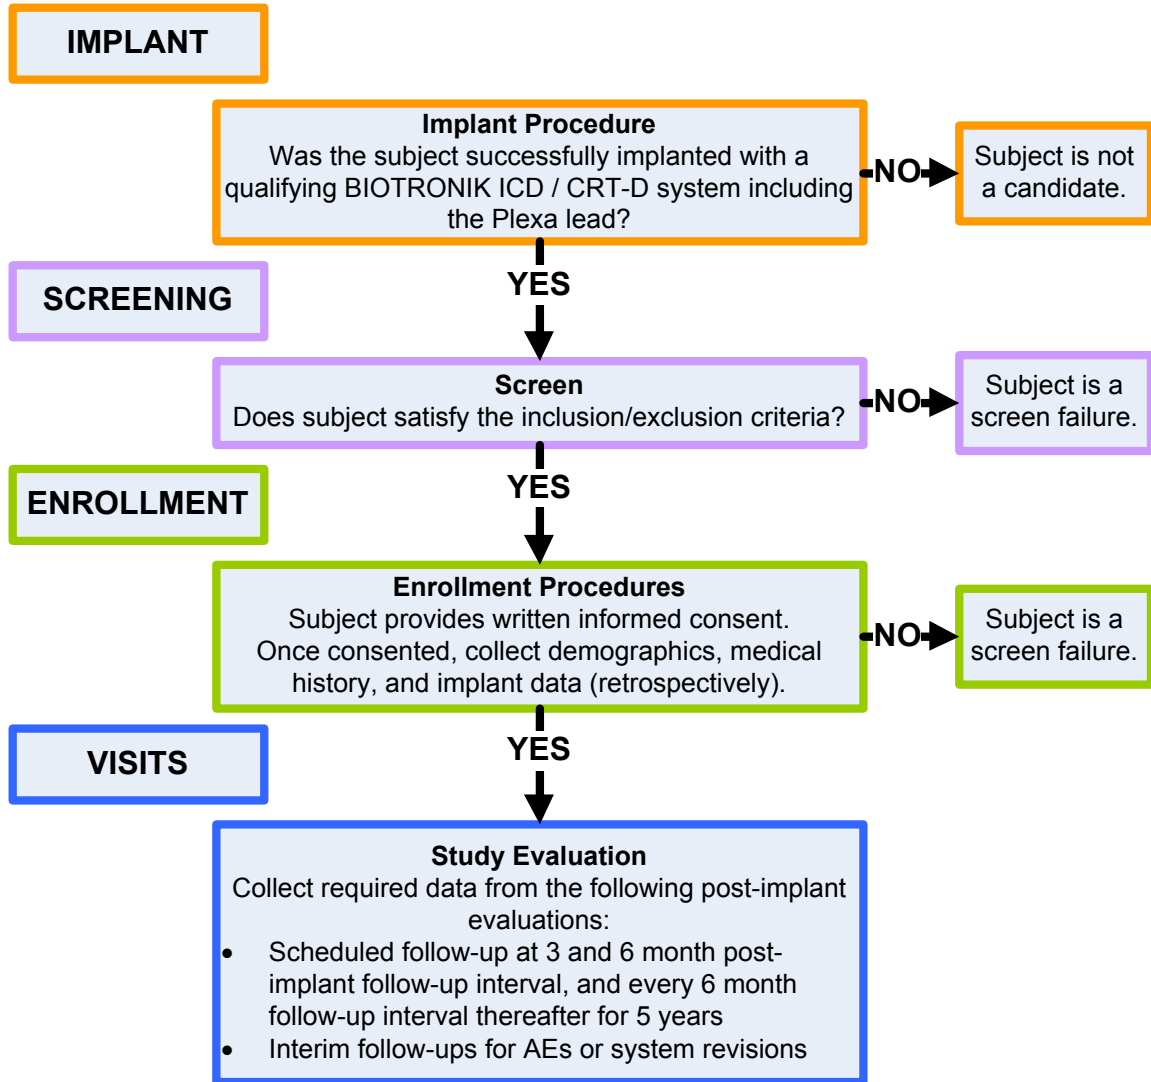 IMPLANT
Implant Procedure
Was the subject successfully implanted with a
qualifying BIOTRONIK ICD / CRT-D system including
the Plexa lead?
NO
Subject is not
a candidate.
YES
SCREENING
Screen
Does subject satisfy the inclusion/exclusion criteria?
NO
Subject is a
screen failure.
YES
ENROLLMENT
Enrollment Procedures
Subject provides written informed consent.
Once consented, collect demographics, medical
history, and implant data (retrospectively).
NO
Subject is a
screen failure.
YES
VISITS
Study Evaluation
Collect required data from the following post-implant
evaluations:
• Scheduled follow-up at 3 and 6 month post-
implant follow-up interval, and every 6 month
follow-up interval thereafter for 5 years
• Interim follow-ups for AEs or system revisions